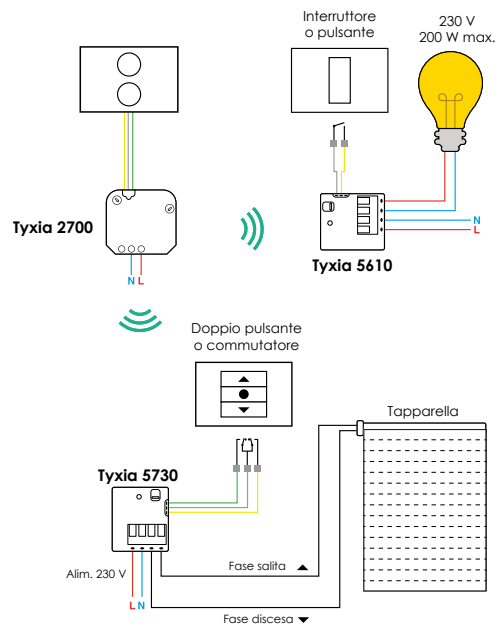 Interruttore
o pulsante
230 V
200 W max.
Tyxia 2700
N L
N
L
Tyxia 5610
Doppio pulsante
o commutatore
Tapparella
Tyxia 5730
Alim. 230 V
Fase salita ▲
L N
Fase discesa ▼